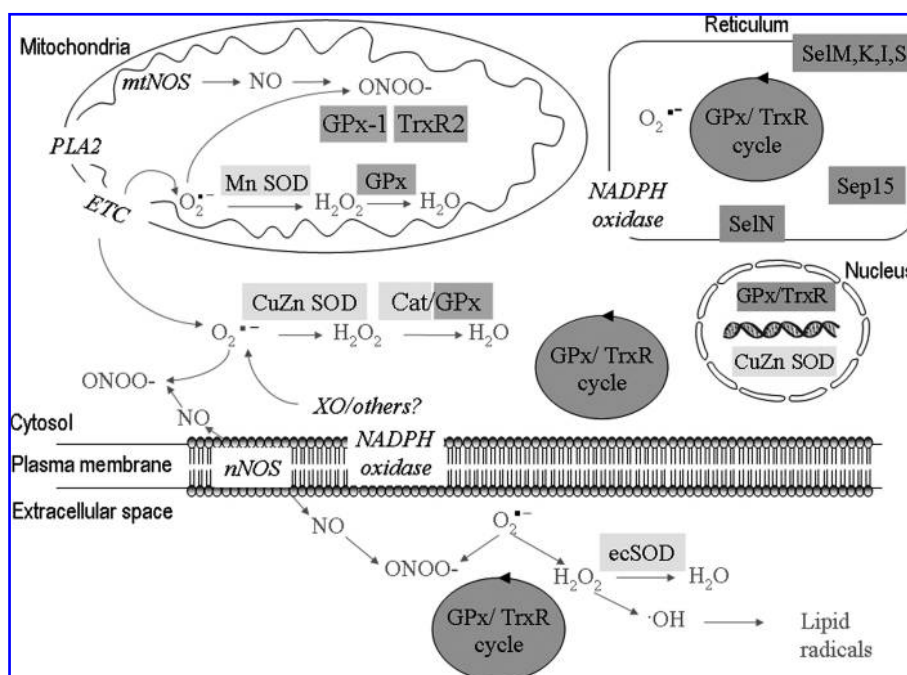 Mitochondria
mtNOS NO ONOO-
GPx-1 TrxR2
PLA2
ETC
O2▪− Mn SOD H2O2 GPx H2O
Reticulum
SelM,K,I,S
O2▪−
GPx/ TrxR
cycle
Sep15
NADPH
oxidase
SelN
Nucleus
GPx/TrxR
CuZn SOD
CuZn SOD Cat/GPx
O2▪− H2O2 H2O
ONOO-
NO
XO/others?
GPx/ TrxR
cycle
Cytosol
Plasma membrane
Extracellular space
nNOS
NADPH
oxidase
NO
ONOO-
O2▪−
ecSOD
H2O2 H2O
·OH
Lipid
radicals
GPx/ TrxR
cycle